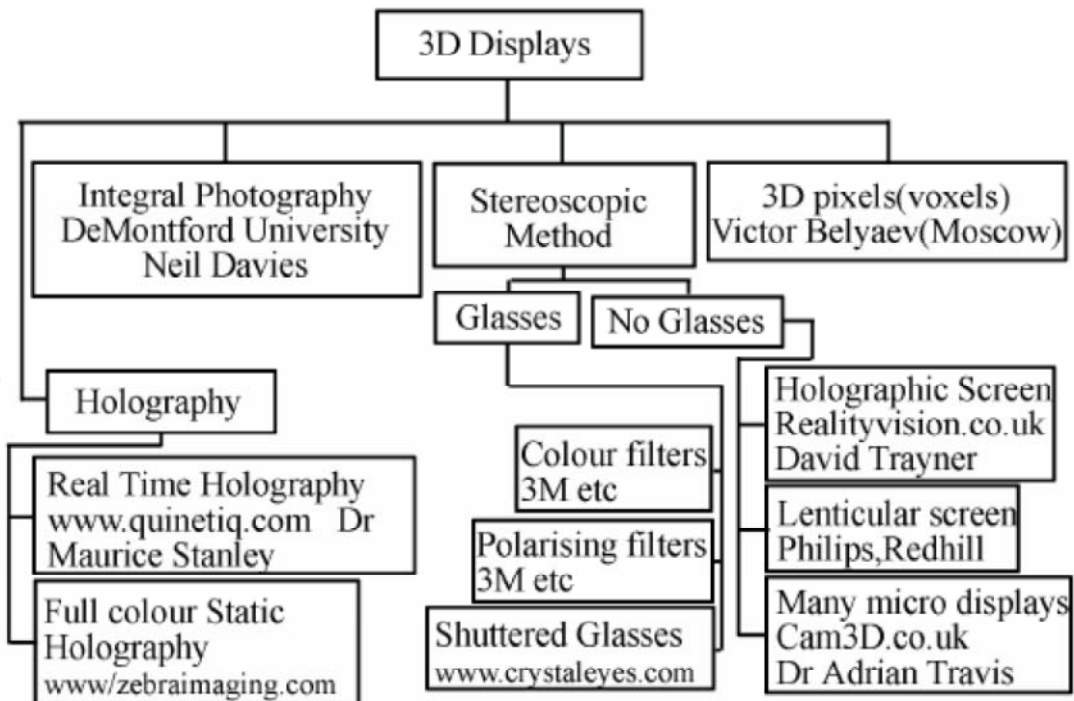 3D Displays
Integral Photography
DeMontford University
Neil Davies
Stereoscopic
Method
3D pixels(voxels)
Victor Belyaev(Moscow)
Glasses
No Glasses
Holography
Real Time Holography
www.quinetiq.com Dr
Maurice Stanley
Full colour Static
Holography
www/zebraimaging.com
Colour filters
3M etc
Polarising filters
3M etc
Shuttered Glasses
www.crystaleyes.com
Holographic Screen
Realityvision.co.uk
David Trayner
Lenticular screen
Philips,Redhill
Many micro displays
Cam3D.co.uk
Dr Adrian Travis